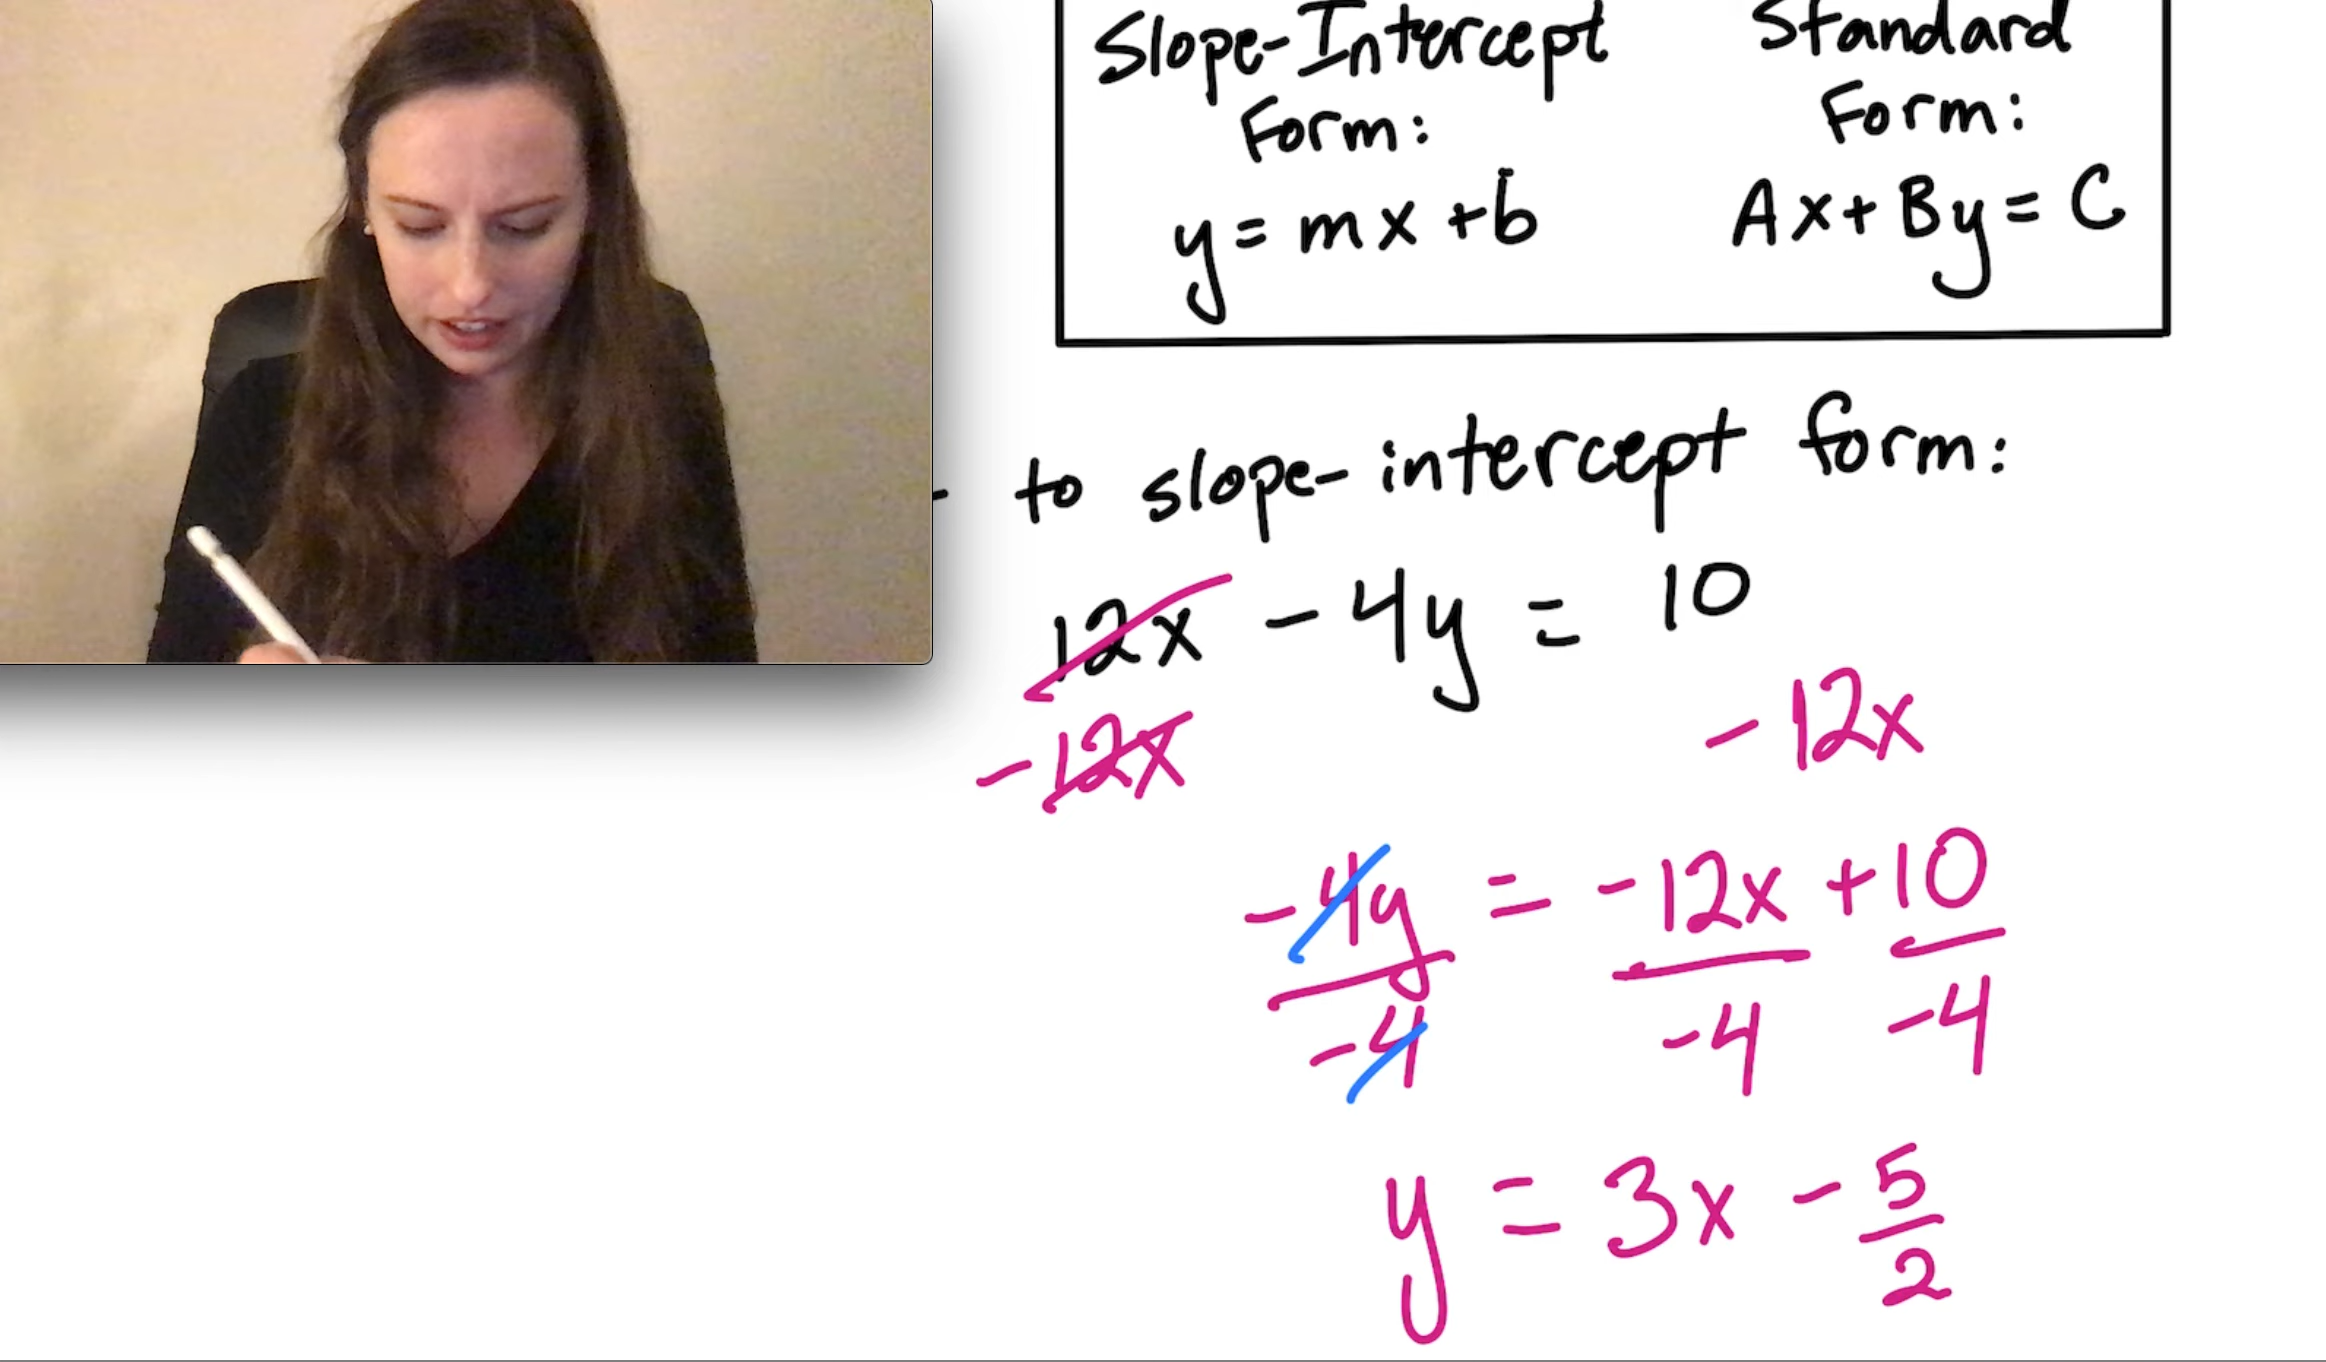 Slope-Intercept Form:
y = mx + b
Standard Form:
Ax + By = C
- to slope-intercept form:
12x - 4y = 10
-12x -12x
-4y = -12x + 10
-4 -4 -4
y = 3x - 5/2